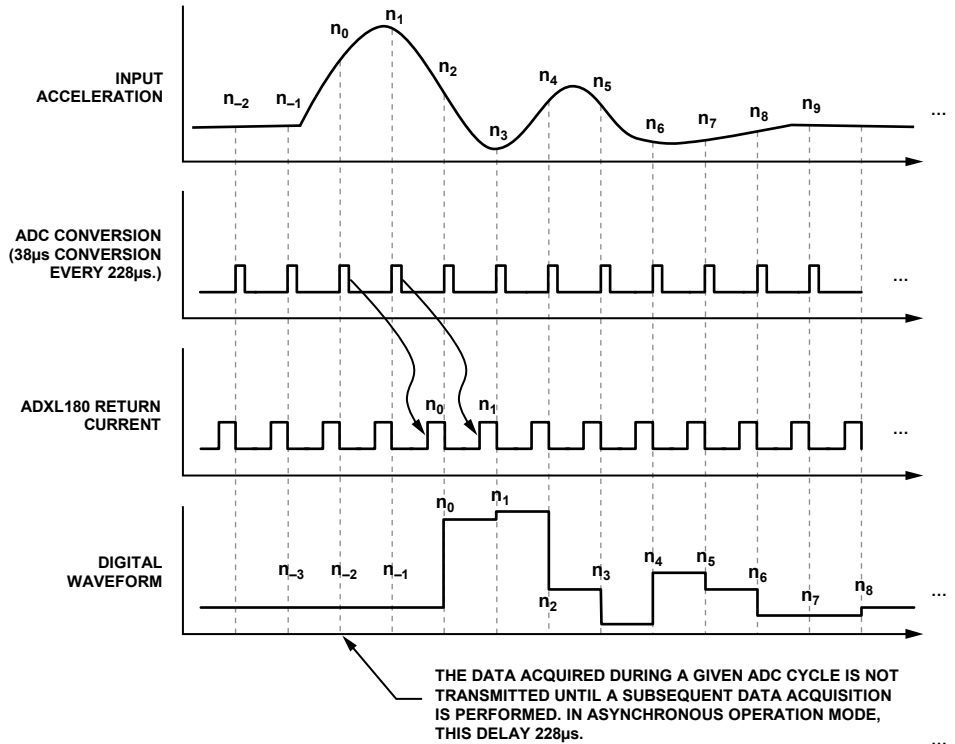 n₀
n₁
n₂
n₄
n₅
INPUT
ACCELERATION
n₋₂
n₋₁
n₃
n₆
n₇
n₈
n₉
...
ADC CONVERSION
(38µs CONVERSION
EVERY 228µs.)
...
ADXL180 RETURN
CURRENT
n₀
n₁
...
DIGITAL
WAVEFORM
n₋₃
n₋₂
n₋₁
n₀
n₁
n₂
n₃
n₄
n₅
n₆
n₇
n₈
...
THE DATA ACQUIRED DURING A GIVEN ADC CYCLE IS NOT
TRANSMITTED UNTIL A SUBSEQUENT DATA ACQUISITION
IS PERFORMED. IN ASYNCHRONOUS OPERATION MODE,
THIS DELAY 228µs.
...